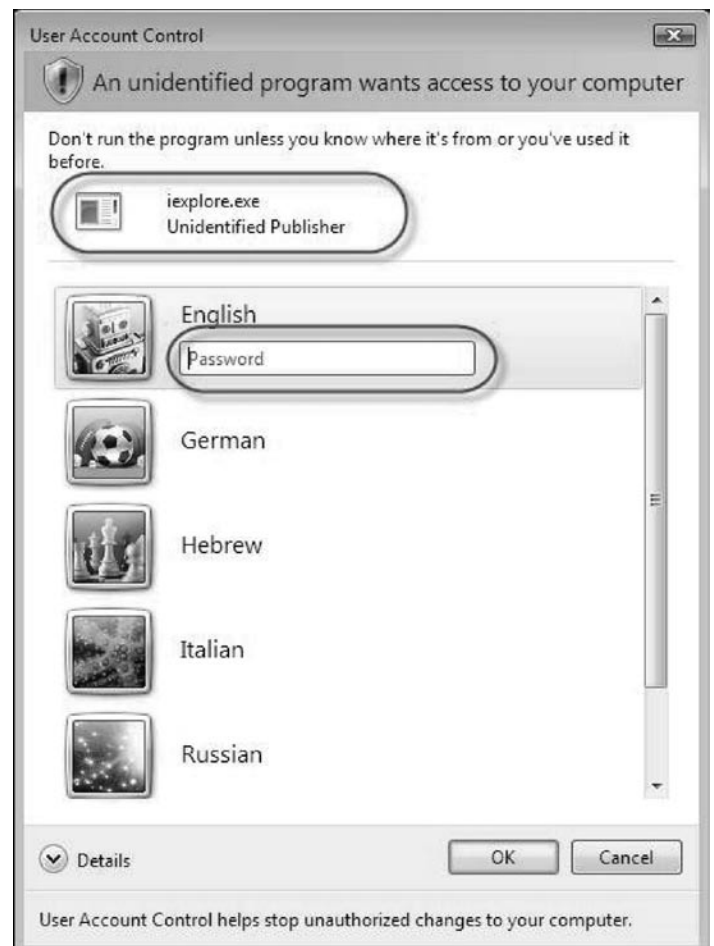 User Account Control
An unidentified program wants access to your computer
Don't run the program unless you know where it's from or you've used it
before.
iexplore.exe
Unidentified Publisher
English
Password
German
Hebrew
Italian
Russian
Details
OK
Cancel
User Account Control helps stop unauthorized changes to your computer.